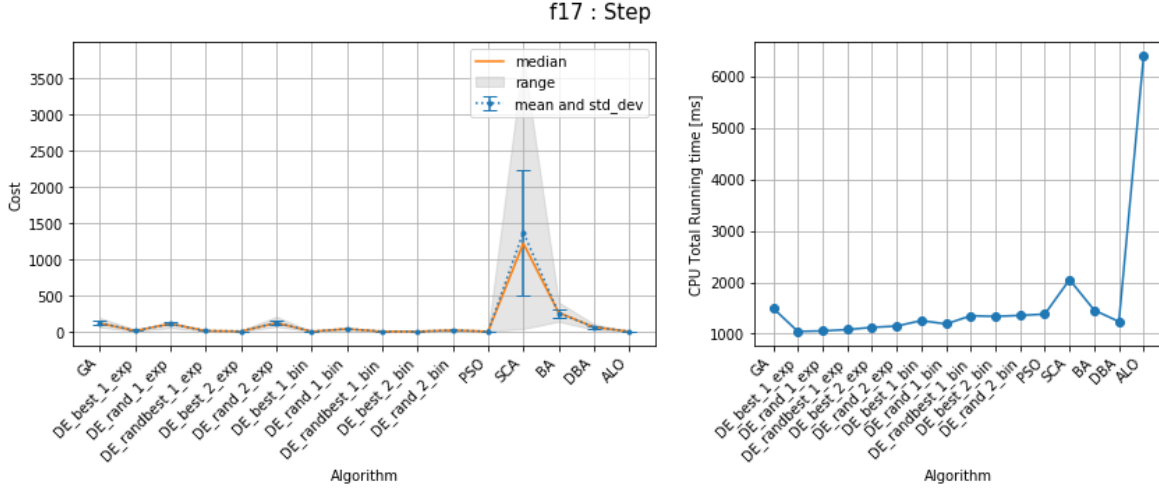 f17 : Step
median
range
mean and std_dev
3500
3000
2500
2000
1500
1000
500
0
Cost
GA
DE_best_1_exp
DE_rand_1_exp
DE_randbest_1_exp
DE_best_2_exp
DE_rand_2_exp
DE_best_1_bin
DE_rand_1_bin
DE_randbest_1_bin
DE_best_2_bin
DE_rand_2_bin
PSO
SCA
BA
DBA
ALO
Algorithm
6000
5000
4000
3000
2000
1000
CPU Total Running time [ms]
GA
DE_best_1_exp
DE_rand_1_exp
DE_randbest_1_exp
DE_best_2_exp
DE_rand_2_exp
DE_best_1_bin
DE_rand_1_bin
DE_randbest_1_bin
DE_best_2_bin
DE_rand_2_bin
PSO
SCA
BA
DBA
ALO
Algorithm